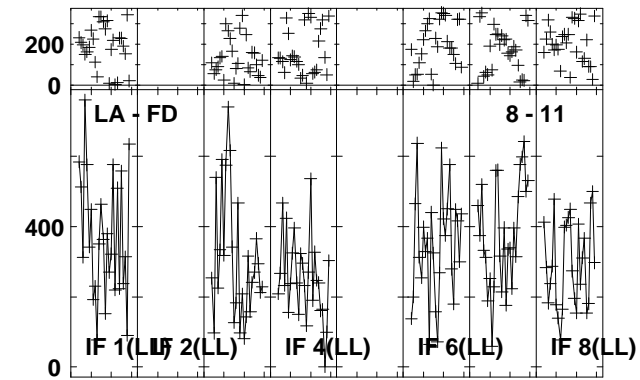 200
0
LA - FD 8 - 11
400
0
IF 1(LL) IF 2(LL) IF 4(LL) IF 6(LL) IF 8(LL)